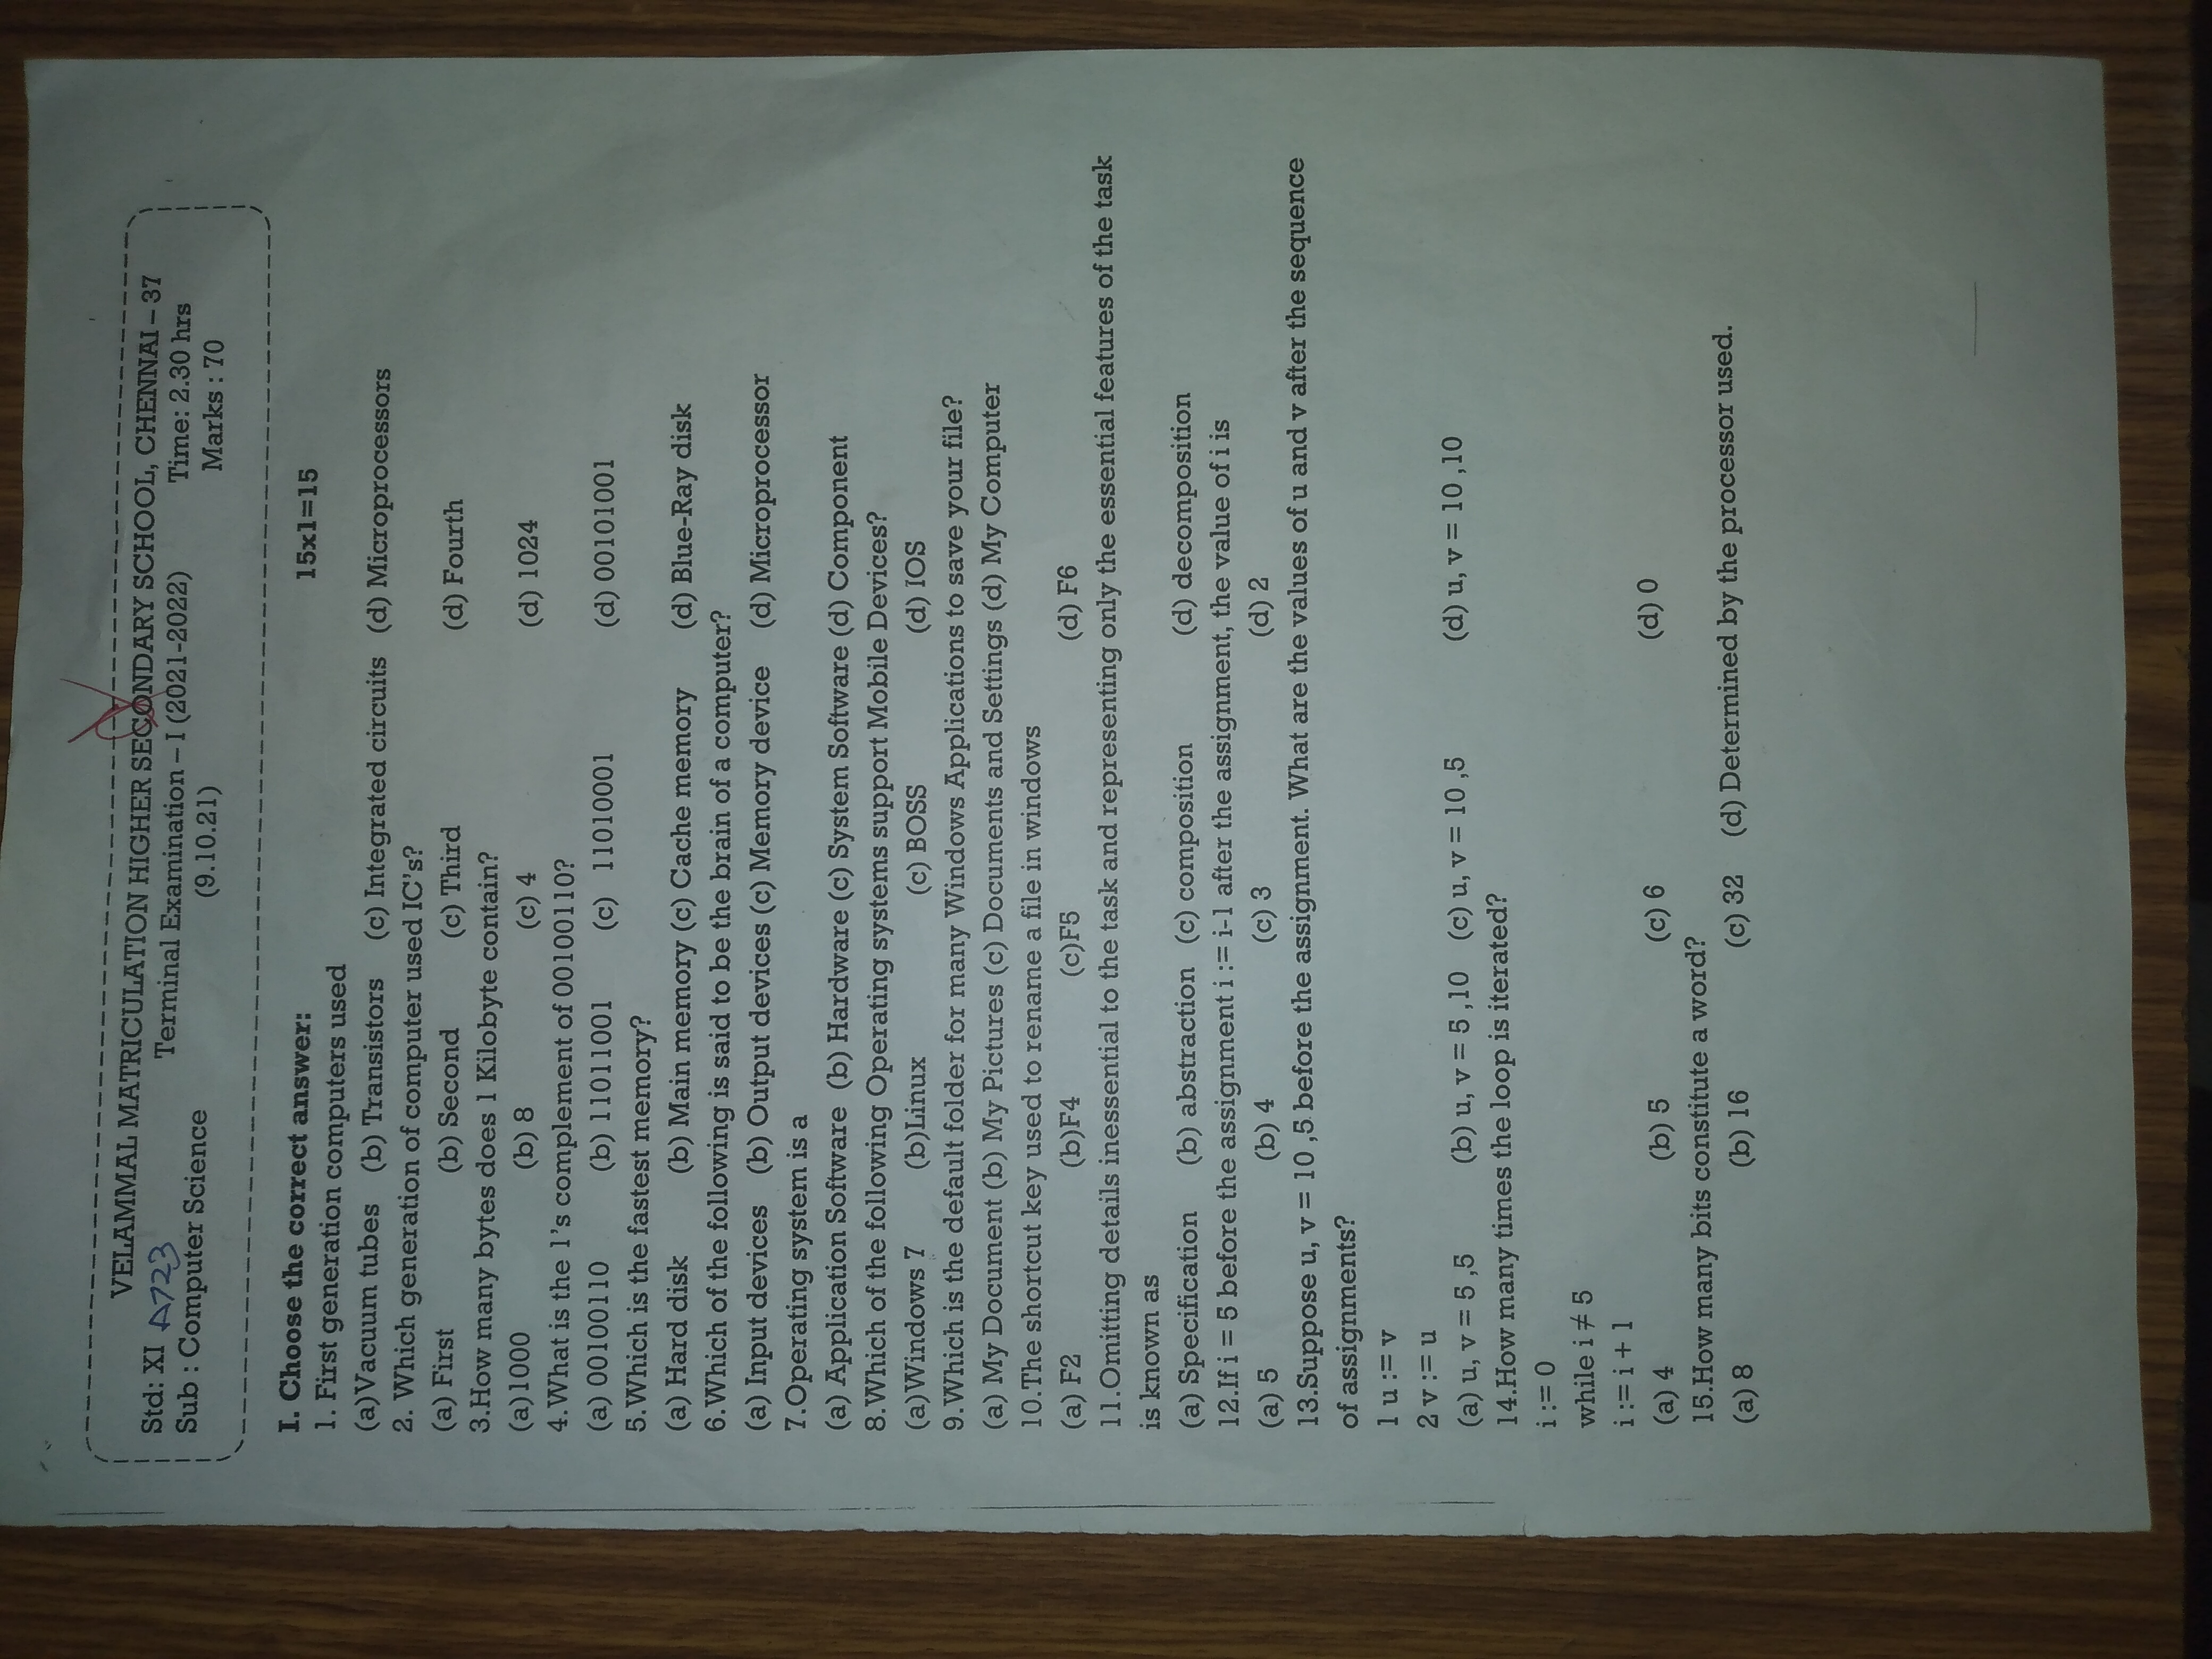 VELAMMAL MATRICULATION HIGHER SECONDARY SCHOOL, CHENNAI – 37
Std: XI A723 Terminal Examination – I (2021-2022) Time: 2.30 hrs
Sub : Computer Science (9.10.21) Marks : 70
I. Choose the correct answer: 15x1=15
1. First generation computers used
(a)Vacuum tubes (b) Transistors (c) Integrated circuits (d) Microprocessors
2. Which generation of computer used IC's?
(a) First (b) Second (c) Third (d) Fourth
3.How many bytes does 1 Kilobyte contain?
(a)1000 (b) 8 (c) 4 (d) 1024
4.What is the 1's complement of 00100110?
(a) 00100110 (b) 11011001 (c) 11010001 (d) 00101001
5.Which is the fastest memory?
(a) Hard disk (b) Main memory (c) Cache memory (d) Blue-Ray disk
6.Which of the following is said to be the brain of a computer?
(a) Input devices (b) Output devices (c) Memory device (d) Microprocessor
7.Operating system is a
(a) Application Software (b) Hardware (c) System Software (d) Component
8.Which of the following Operating systems support Mobile Devices?
(a)Windows 7 (b)Linux (c) BOSS (d) IOS
9.Which is the default folder for many Windows Applications to save your file?
(a) My Document (b) My Pictures (c) Documents and Settings (d) My Computer
10.The shortcut key used to rename a file in windows
(a) F2 (b)F4 (c)F5 (d) F6
11.Omitting details inessential to the task and representing only the essential features of the task
is known as
(a) Specification (b) abstraction (c) composition (d) decomposition
12.If i = 5 before the assignment i := i-1 after the assignment, the value of i is
(a) 5 (b) 4 (c) 3 (d) 2
13.Suppose u, v = 10 ,5 before the assignment. What are the values of u and v after the sequence
of assignments?
1 u := v
2 v := u
(a) u, v = 5 ,5 (b) u, v = 5 ,10 (c) u, v = 10 ,5 (d) u, v = 10 ,10
14.How many times the loop is iterated?
i := 0
while i ≠ 5
i := i + 1
(a) 4 (b) 5 (c) 6 (d) 0
15.How many bits constitute a word?
(a) 8 (b) 16 (c) 32 (d) Determined by the processor used.